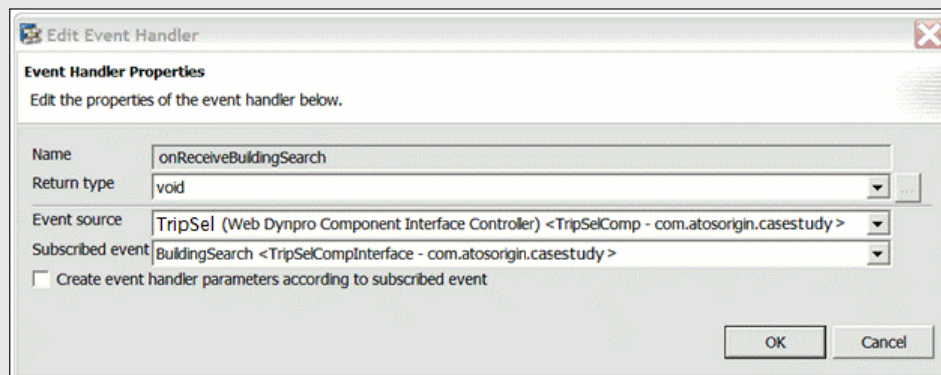 Edit Event Handler
Event Handler Properties
Edit the properties of the event handler below.
Name onReceiveBuildingSearch
Return type void ...
Event source TripSel (Web Dynpro Component Interface Controller) <TripSelComp - com.atosorigin.casestudy >
Subscribed event BuildingSearch <TripSelCompInterface - com.atosorigin.casestudy >
Create event handler parameters according to subscribed event
OK Cancel